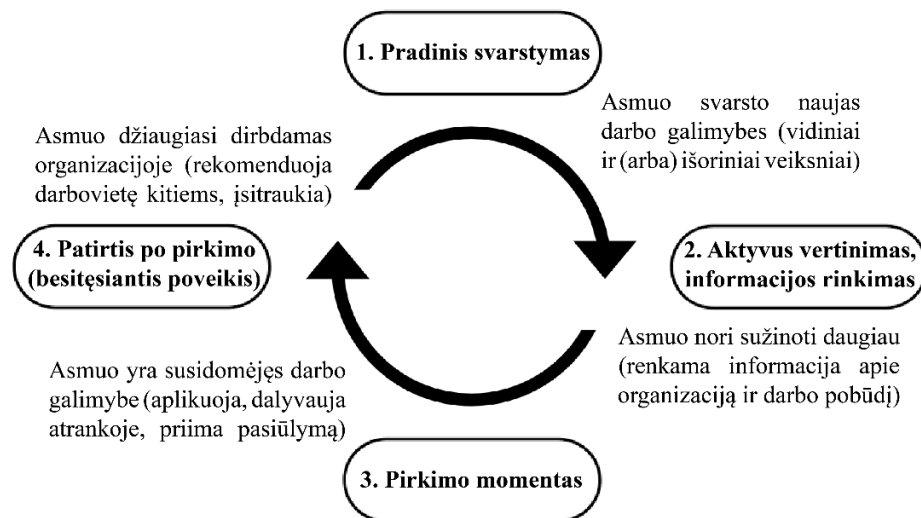 1. Pradinis svarstymas
Asmuo svarsto naujas
darbo galimybes (vidiniai
ir (arba) išoriniai veiksniai)
2. Aktyvus vertinimas,
informacijos rinkimas
Asmuo nori sužinoti daugiau
(renkama informacija apie
organizaciją ir darbo pobūdį)
3. Pirkimo momentas
Asmuo yra susidomėjęs darbo
galimybe (aplikuoja, dalyvauja
atrankoje, priima pasiūlymą)
4. Patirtis po pirkimo
(besitęsiantis poveikis)
Asmuo džiaugiasi dirbdamas
organizacijoje (rekomenduoja
darbovietę kitiems, įsitraukia)